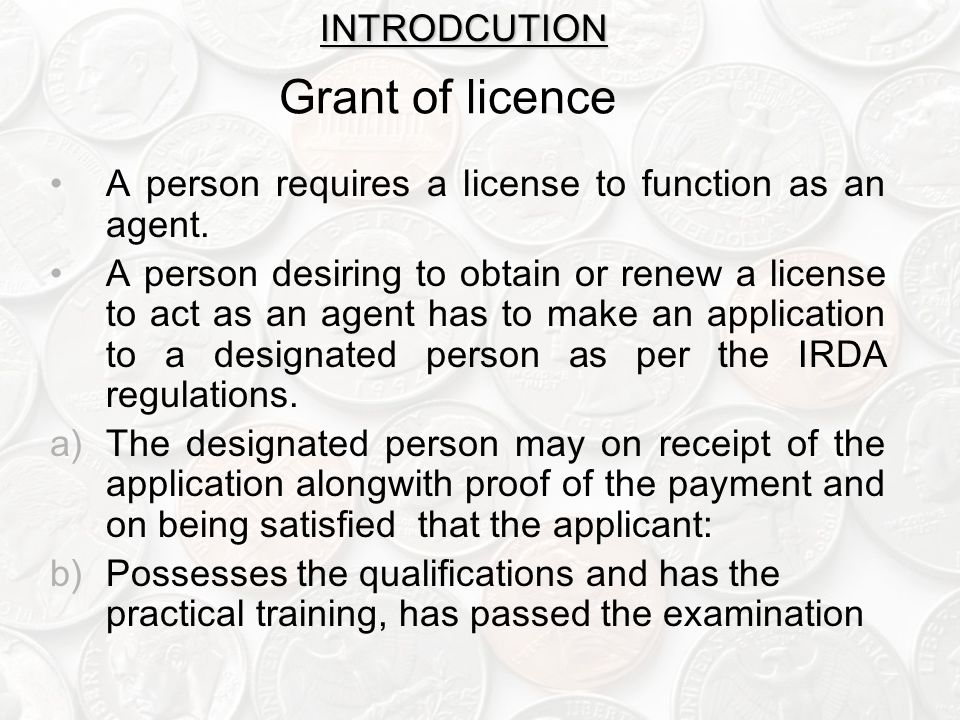 INTRODCUTION
Grant of licence
• A person requires a license to function as an
agent.
• A person desiring to obtain or renew a license
to act as an agent has to make an application
to a designated person as per the IRDA
regulations.
a) The designated person may on receipt of the
application alongwith proof of the payment and
on being satisfied that the applicant:
b) Possesses the qualifications and has the
practical training, has passed the examination